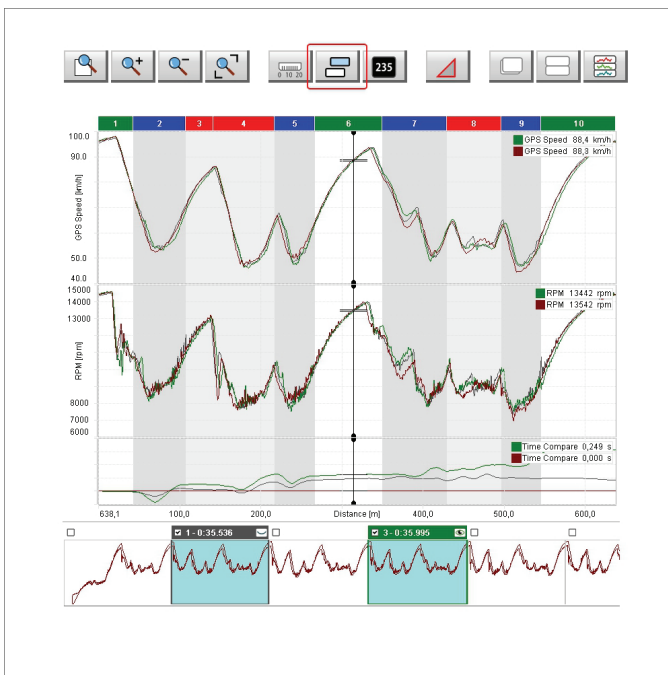 0 10 20
235
1 2 3 4 5 6 7 8 9 10
100.0
90.0
50.0
40.0
GPS Speed [km/h]
GPS Speed 88,4 km/h
GPS Speed 88,3 km/h
15000
14000
13000
8000
7000
6000
RPM [rpm]
RPM 13442 rpm
RPM 13542 rpm
Time Compare 0,249 s
Time Compare 0,000 s
638,1 100,0 200,0 Distance [m] 400,0 500,0 600,0
1 - 0:35.536 3 - 0:35.995